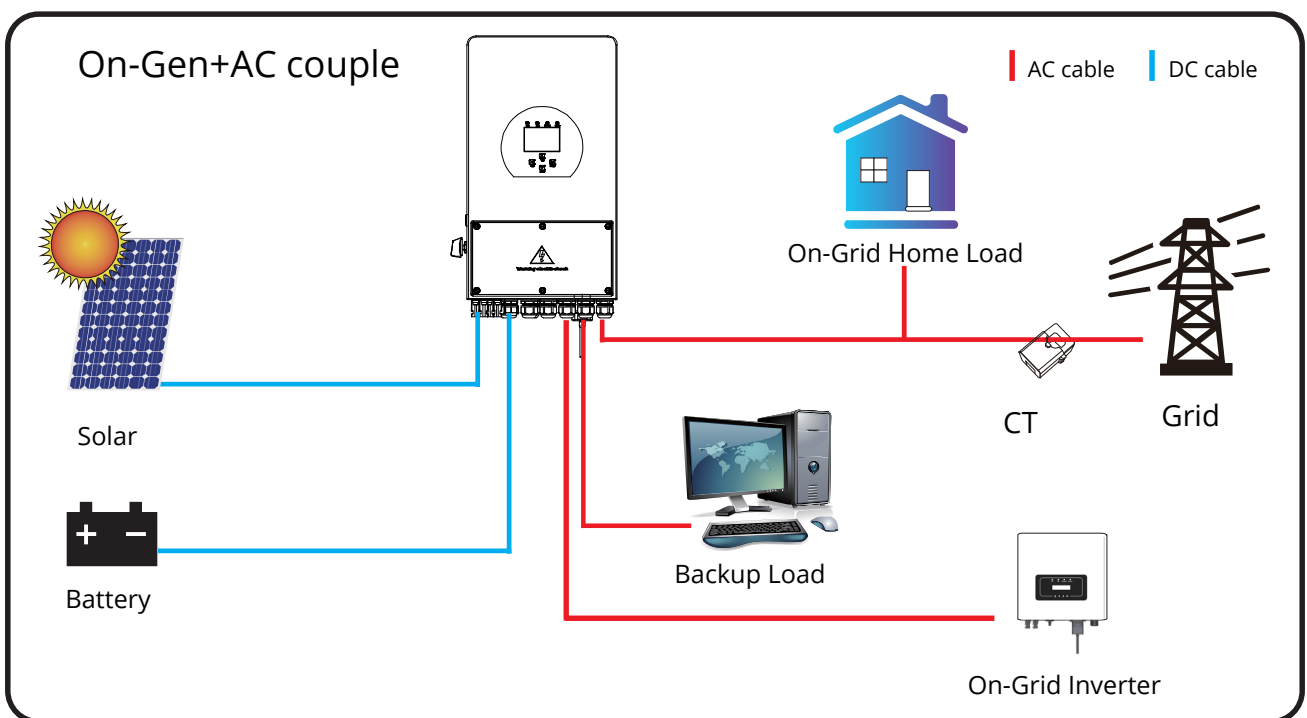 On-Gen+AC couple
AC cable
DC cable
On-Grid Home Load
Solar
CT
Grid
Backup Load
Battery
On-Grid Inverter